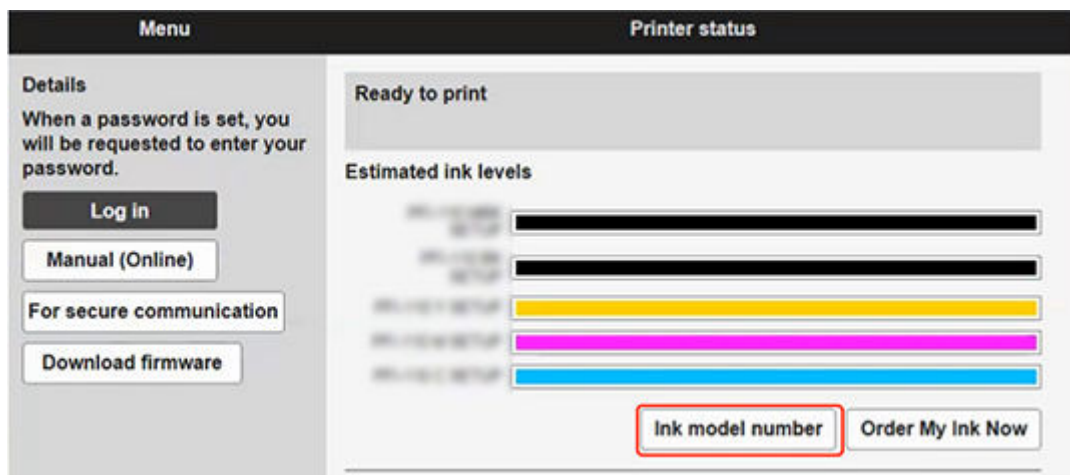 Menu
Printer status
Details
When a password is set, you
will be requested to enter your
password.
Log in
Manual (Online)
For secure communication
Download firmware
Ready to print
Estimated ink levels
Ink model number
Order My Ink Now